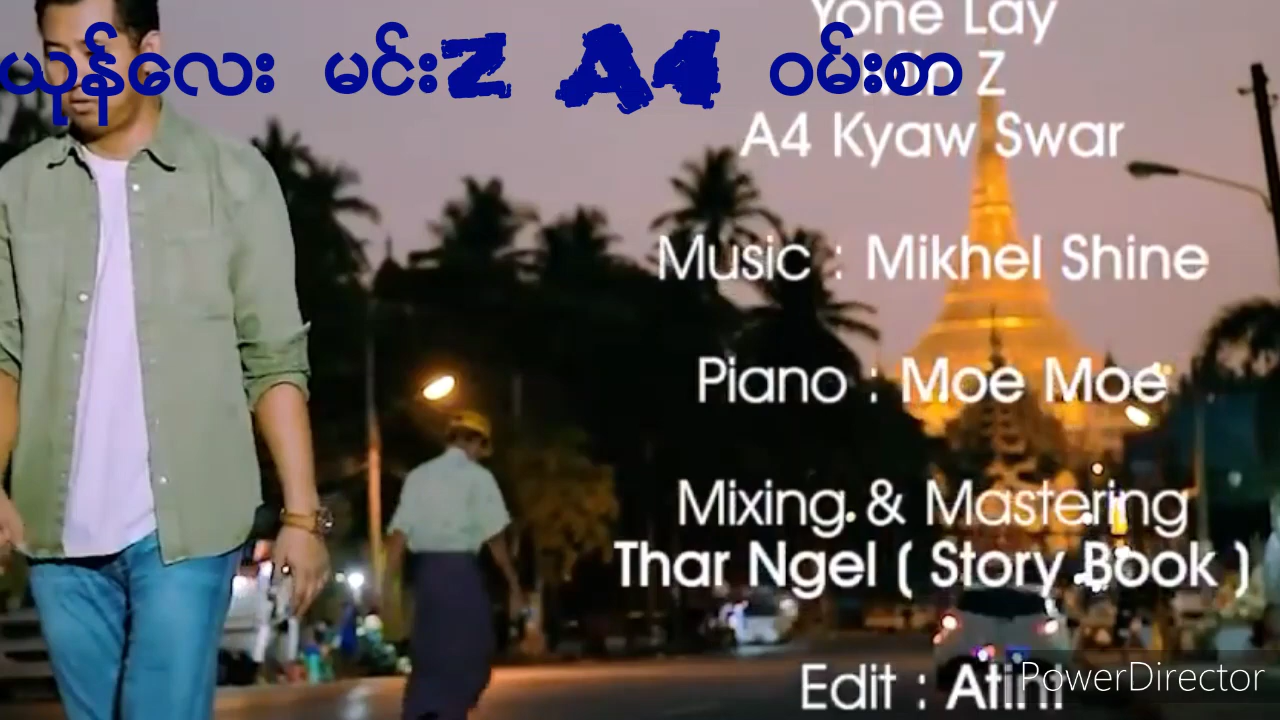 Yone Lay
ယုန်လေး မင်းZ A4 ဝမ်းစာ
Z
A4 Kyaw Swar
Music : Mikhel Shine
Piano : Moe Moe
Mixing & Mastering
Thar Ngel ( Story Book )
Edit :
PowerDirector